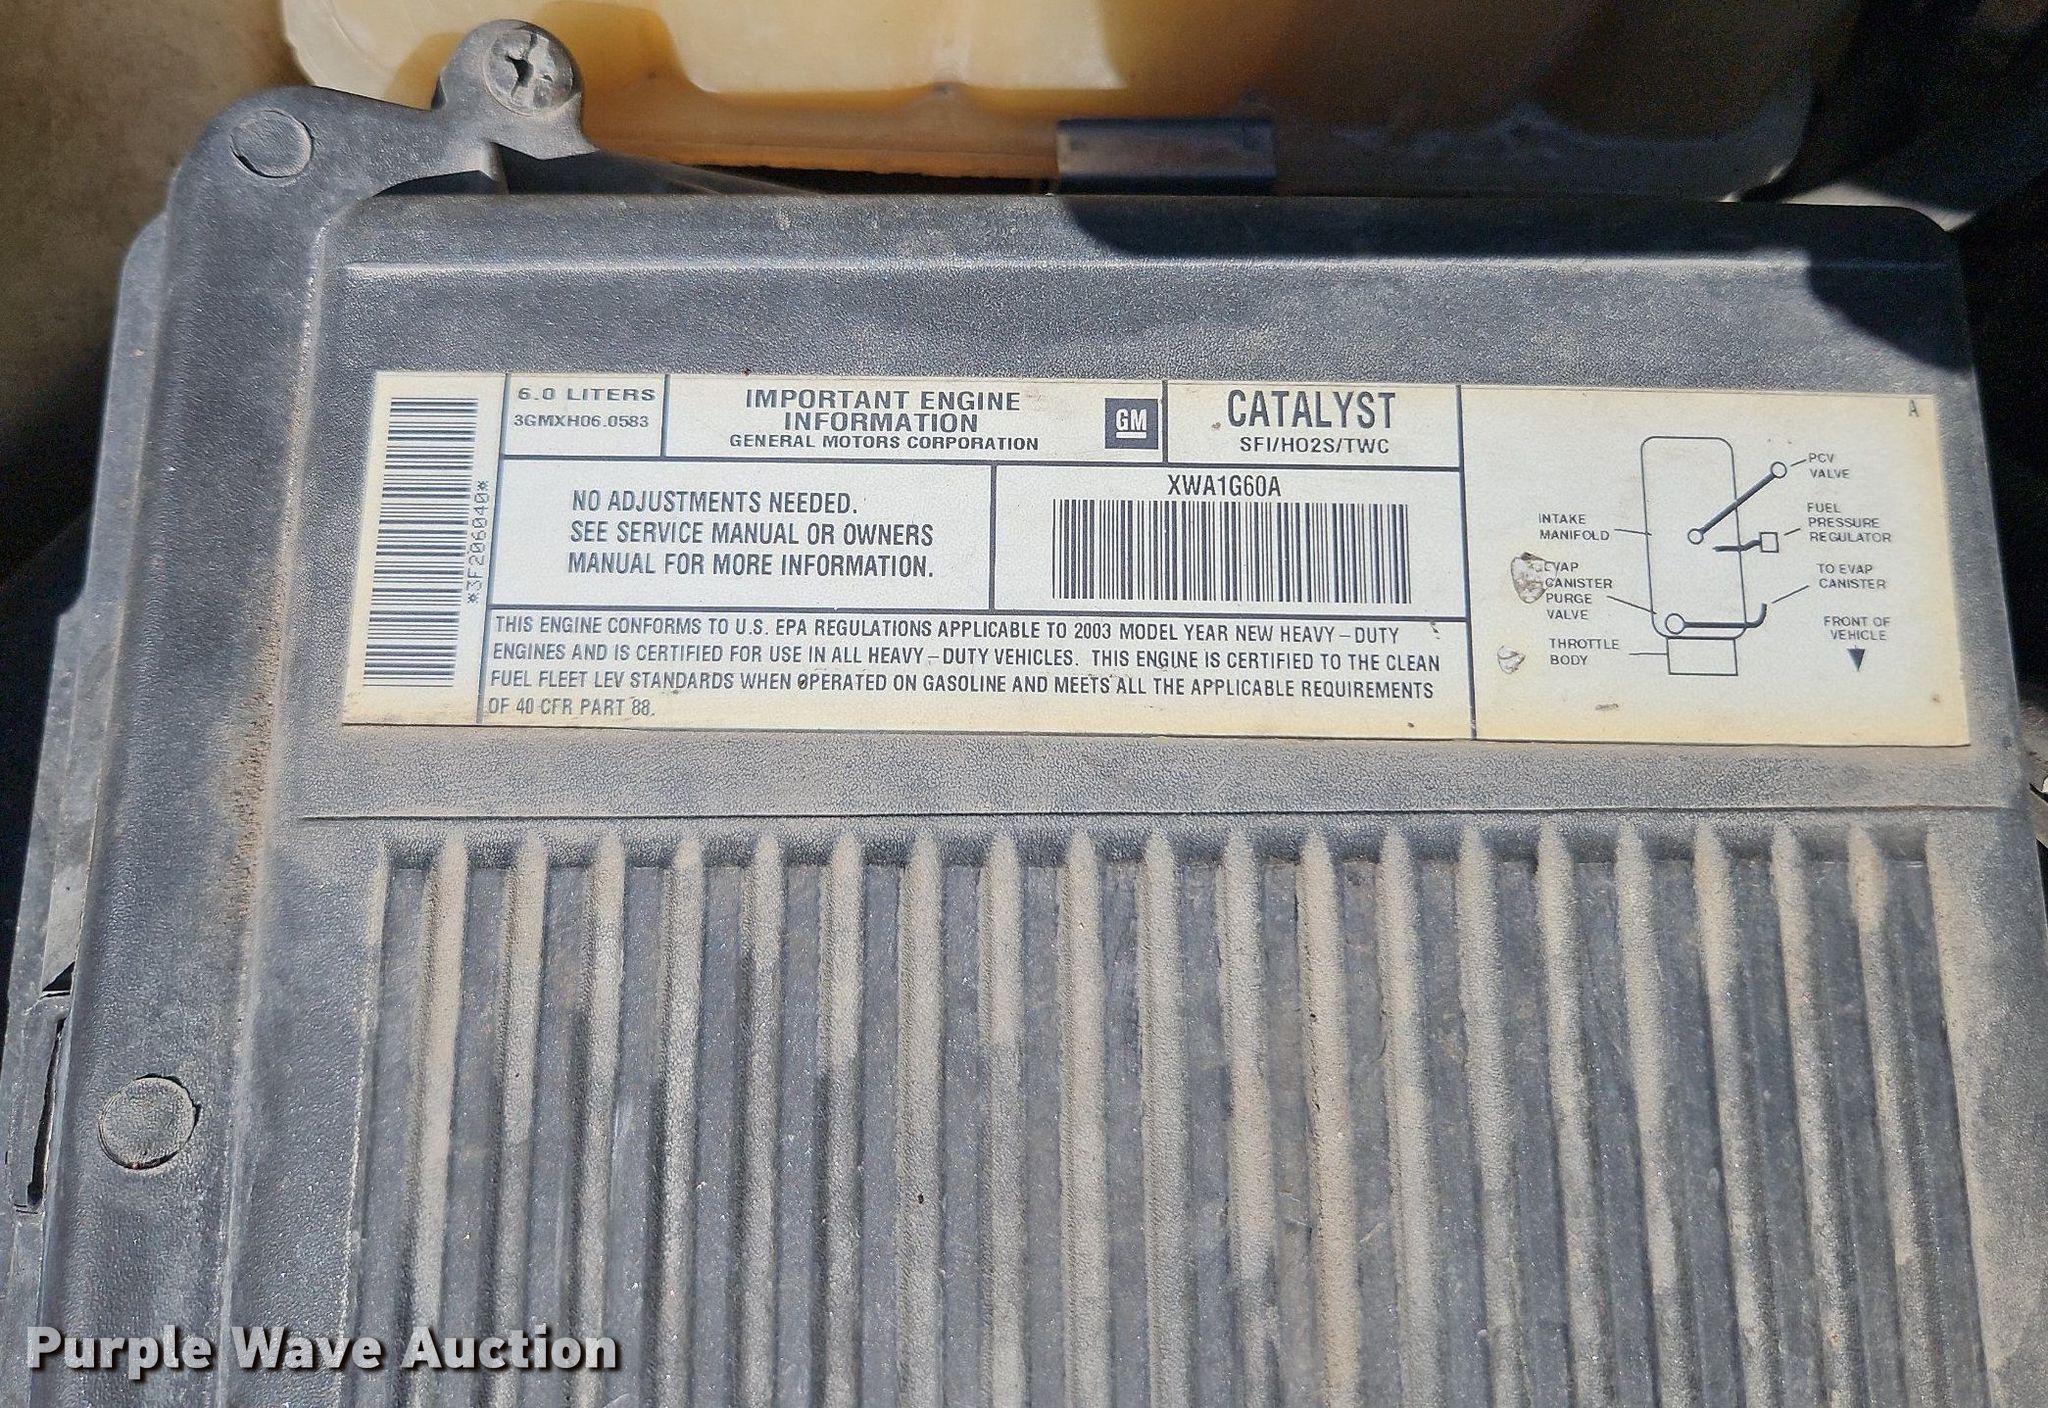 6.0 LITERS
3GMXH06.0583
IMPORTANT ENGINE
INFORMATION
GENERAL MOTORS CORPORATION
GM
CATALYST
SFI/HO2S/TWC
A
*3F206040*
NO ADJUSTMENTS NEEDED.
SEE SERVICE MANUAL OR OWNERS
MANUAL FOR MORE INFORMATION.
XWA1G60A
THIS ENGINE CONFORMS TO U.S. EPA REGULATIONS APPLICABLE TO 2003 MODEL YEAR NEW HEAVY-DUTY
ENGINES AND IS CERTIFIED FOR USE IN ALL HEAVY-DUTY VEHICLES. THIS ENGINE IS CERTIFIED TO THE CLEAN
FUEL FLEET LEV STANDARDS WHEN OPERATED ON GASOLINE AND MEETS ALL THE APPLICABLE REQUIREMENTS
OF 40 CFR PART 88.
PCV
VALVE
INTAKE
MANIFOLD
FUEL
PRESSURE
REGULATOR
EVAP
CANISTER
PURGE
VALVE
TO EVAP
CANISTER
THROTTLE
BODY
FRONT OF
VEHICLE
Purple Wave Auction